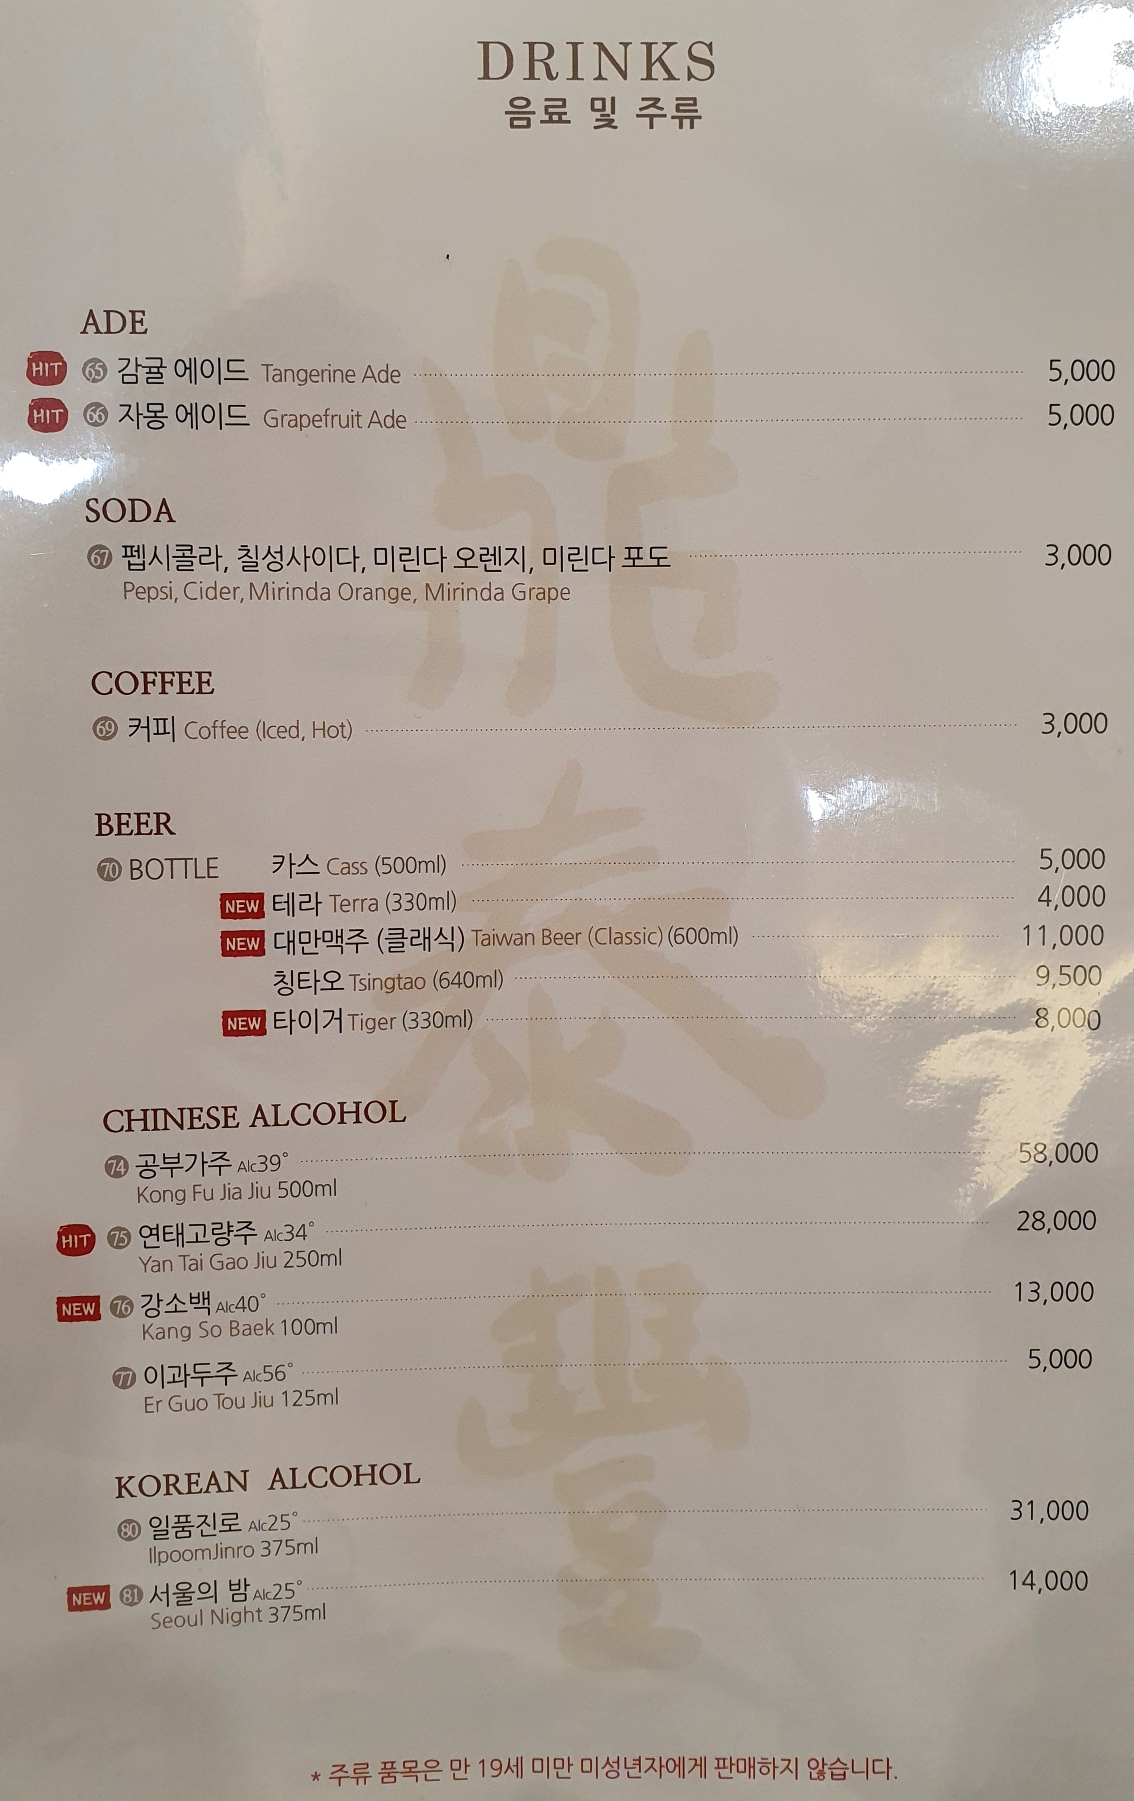 DRINKS
음료 및 주류
ADE
HIT 65 감귤 에이드 Tangerine Ade 5,000
HIT 66 자몽 에이드 Grapefruit Ade 5,000
SODA
67 펩시콜라, 칠성사이다, 미린다 오렌지, 미린다 포도 3,000
Pepsi, Cider, Mirinda Orange, Mirinda Grape
COFFEE
69 커피 Coffee (Iced, Hot) 3,000
BEER
70 BOTTLE 카스 Cass (500ml) 5,000
NEW 테라 Terra (330ml) 4,000
NEW 대만맥주 (클래식) Taiwan Beer (Classic) (600ml) 11,000
칭타오 Tsingtao (640ml) 9,500
NEW 타이거 Tiger (330ml) 8,000
CHINESE ALCOHOL
74 공부가주 Alc39° 58,000
Kong Fu Jia Jiu 500ml
HIT 75 연태고량주 Alc34° 28,000
Yan Tai Gao Jiu 250ml
NEW 76 강소백 Alc40° 13,000
Kang So Baek 100ml
77 이과두주 Alc56° 5,000
Er Guo Tou Jiu 125ml
KOREAN ALCOHOL
80 일품진로 Alc25° 31,000
IlpoomJinro 375ml
NEW 81 서울의 밤 Alc25° 14,000
Seoul Night 375ml
* 주류 품목은 만 19세 미만 미성년자에게 판매하지 않습니다.
鼎泰豐